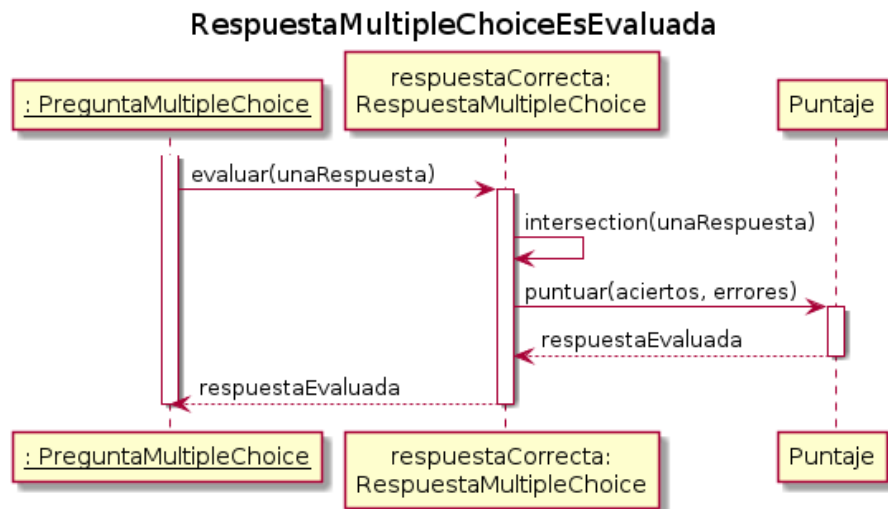 RespuestaMultipleChoiceEsEvaluada
: PreguntaMultipleChoice
respuestaCorrecta:
RespuestaMultipleChoice
Puntaje
evaluar(unaRespuesta)
intersection(unaRespuesta)
puntuar(aciertos, errores)
respuestaEvaluada
respuestaEvaluada
: PreguntaMultipleChoice
respuestaCorrecta:
RespuestaMultipleChoice
Puntaje